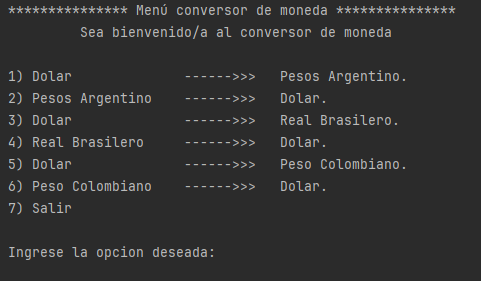 *************** Menú conversor de moneda ***************
Sea bienvenido/a al conversor de moneda
1) Dolar ------>>> Pesos Argentino.
2) Pesos Argentino ------>>> Dolar.
3) Dolar ------>>> Real Brasilero.
4) Real Brasilero ------>>> Dolar.
5) Dolar ------>>> Peso Colombiano.
6) Peso Colombiano ------>>> Dolar.
7) Salir
Ingrese la opcion deseada: